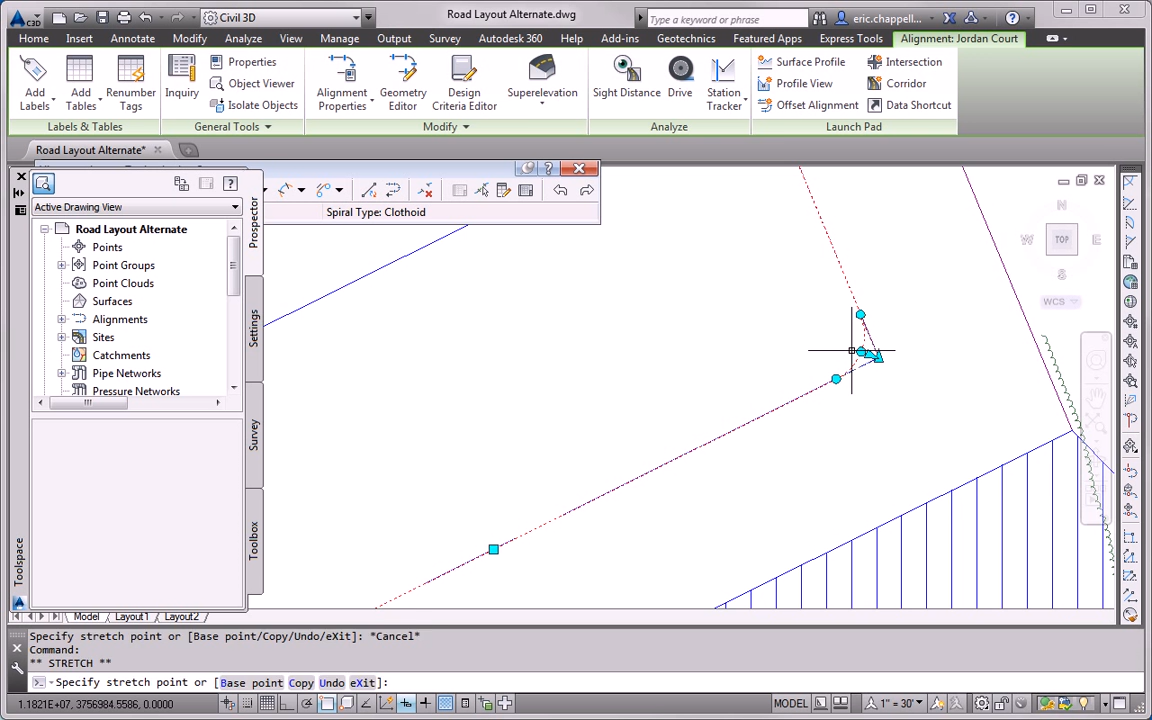 C3D
Civil 3D
Road Layout Alternate.dwg
Type a keyword or phrase
eric.chappell...
Home Insert Annotate Modify Analyze View Manage Output Survey Autodesk 360 Help Add-ins Geotechnics Featured Apps Express Tools Alignment: Jordan Court
Add Labels
Add Tables
Renumber Tags
Labels & Tables
Inquiry
Properties
Object Viewer
Isolate Objects
General Tools
Alignment Properties
Geometry Editor
Design Criteria Editor
Superelevation
Modify
Sight Distance
Drive
Station Tracker
Analyze
Surface Profile
Profile View
Offset Alignment
Intersection
Corridor
Data Shortcut
Launch Pad
Road Layout Alternate*
Spiral Type: Clothoid
Active Drawing View
Road Layout Alternate
Points
Point Groups
Point Clouds
Surfaces
Alignments
Sites
Catchments
Pipe Networks
Pressure Networks
Prospector
Settings
Survey
Toolbox
Toolspace
N
W
TOP
E
S
WCS
Model Layout1 Layout2
Specify stretch point or [Base point/Copy/Undo/eXit]: *Cancel*
Command:
** STRETCH **
Specify stretch point or [Base point Copy Undo eXit]:
1.1821E+07, 3756984.5586, 0.0000
MODEL
1" = 30'